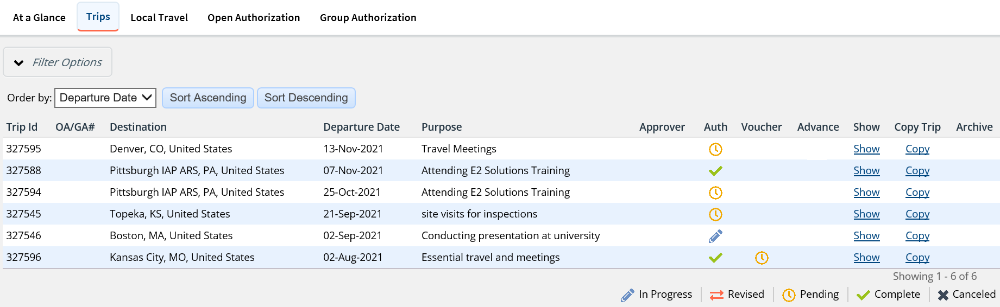 At a Glance Trips Local Travel Open Authorization Group Authorization
Filter Options
Order by: Departure Date Sort Ascending Sort Descending
Trip Id OA/GA# Destination Departure Date Purpose Approver Auth Voucher Advance Show Copy Trip Archive
327595 Denver, CO, United States 13-Nov-2021 Travel Meetings Show Copy
327588 Pittsburgh IAP ARS, PA, United States 07-Nov-2021 Attending E2 Solutions Training Show Copy
327594 Pittsburgh IAP ARS, PA, United States 25-Oct-2021 Attending E2 Solutions Training Show Copy
327545 Topeka, KS, United States 21-Sep-2021 site visits for inspections Show Copy
327546 Boston, MA, United States 02-Sep-2021 Conducting presentation at university Show Copy
327596 Kansas City, MO, United States 02-Aug-2021 Essential travel and meetings Show Copy
Showing 1 - 6 of 6
In Progress Revised Pending Complete Canceled